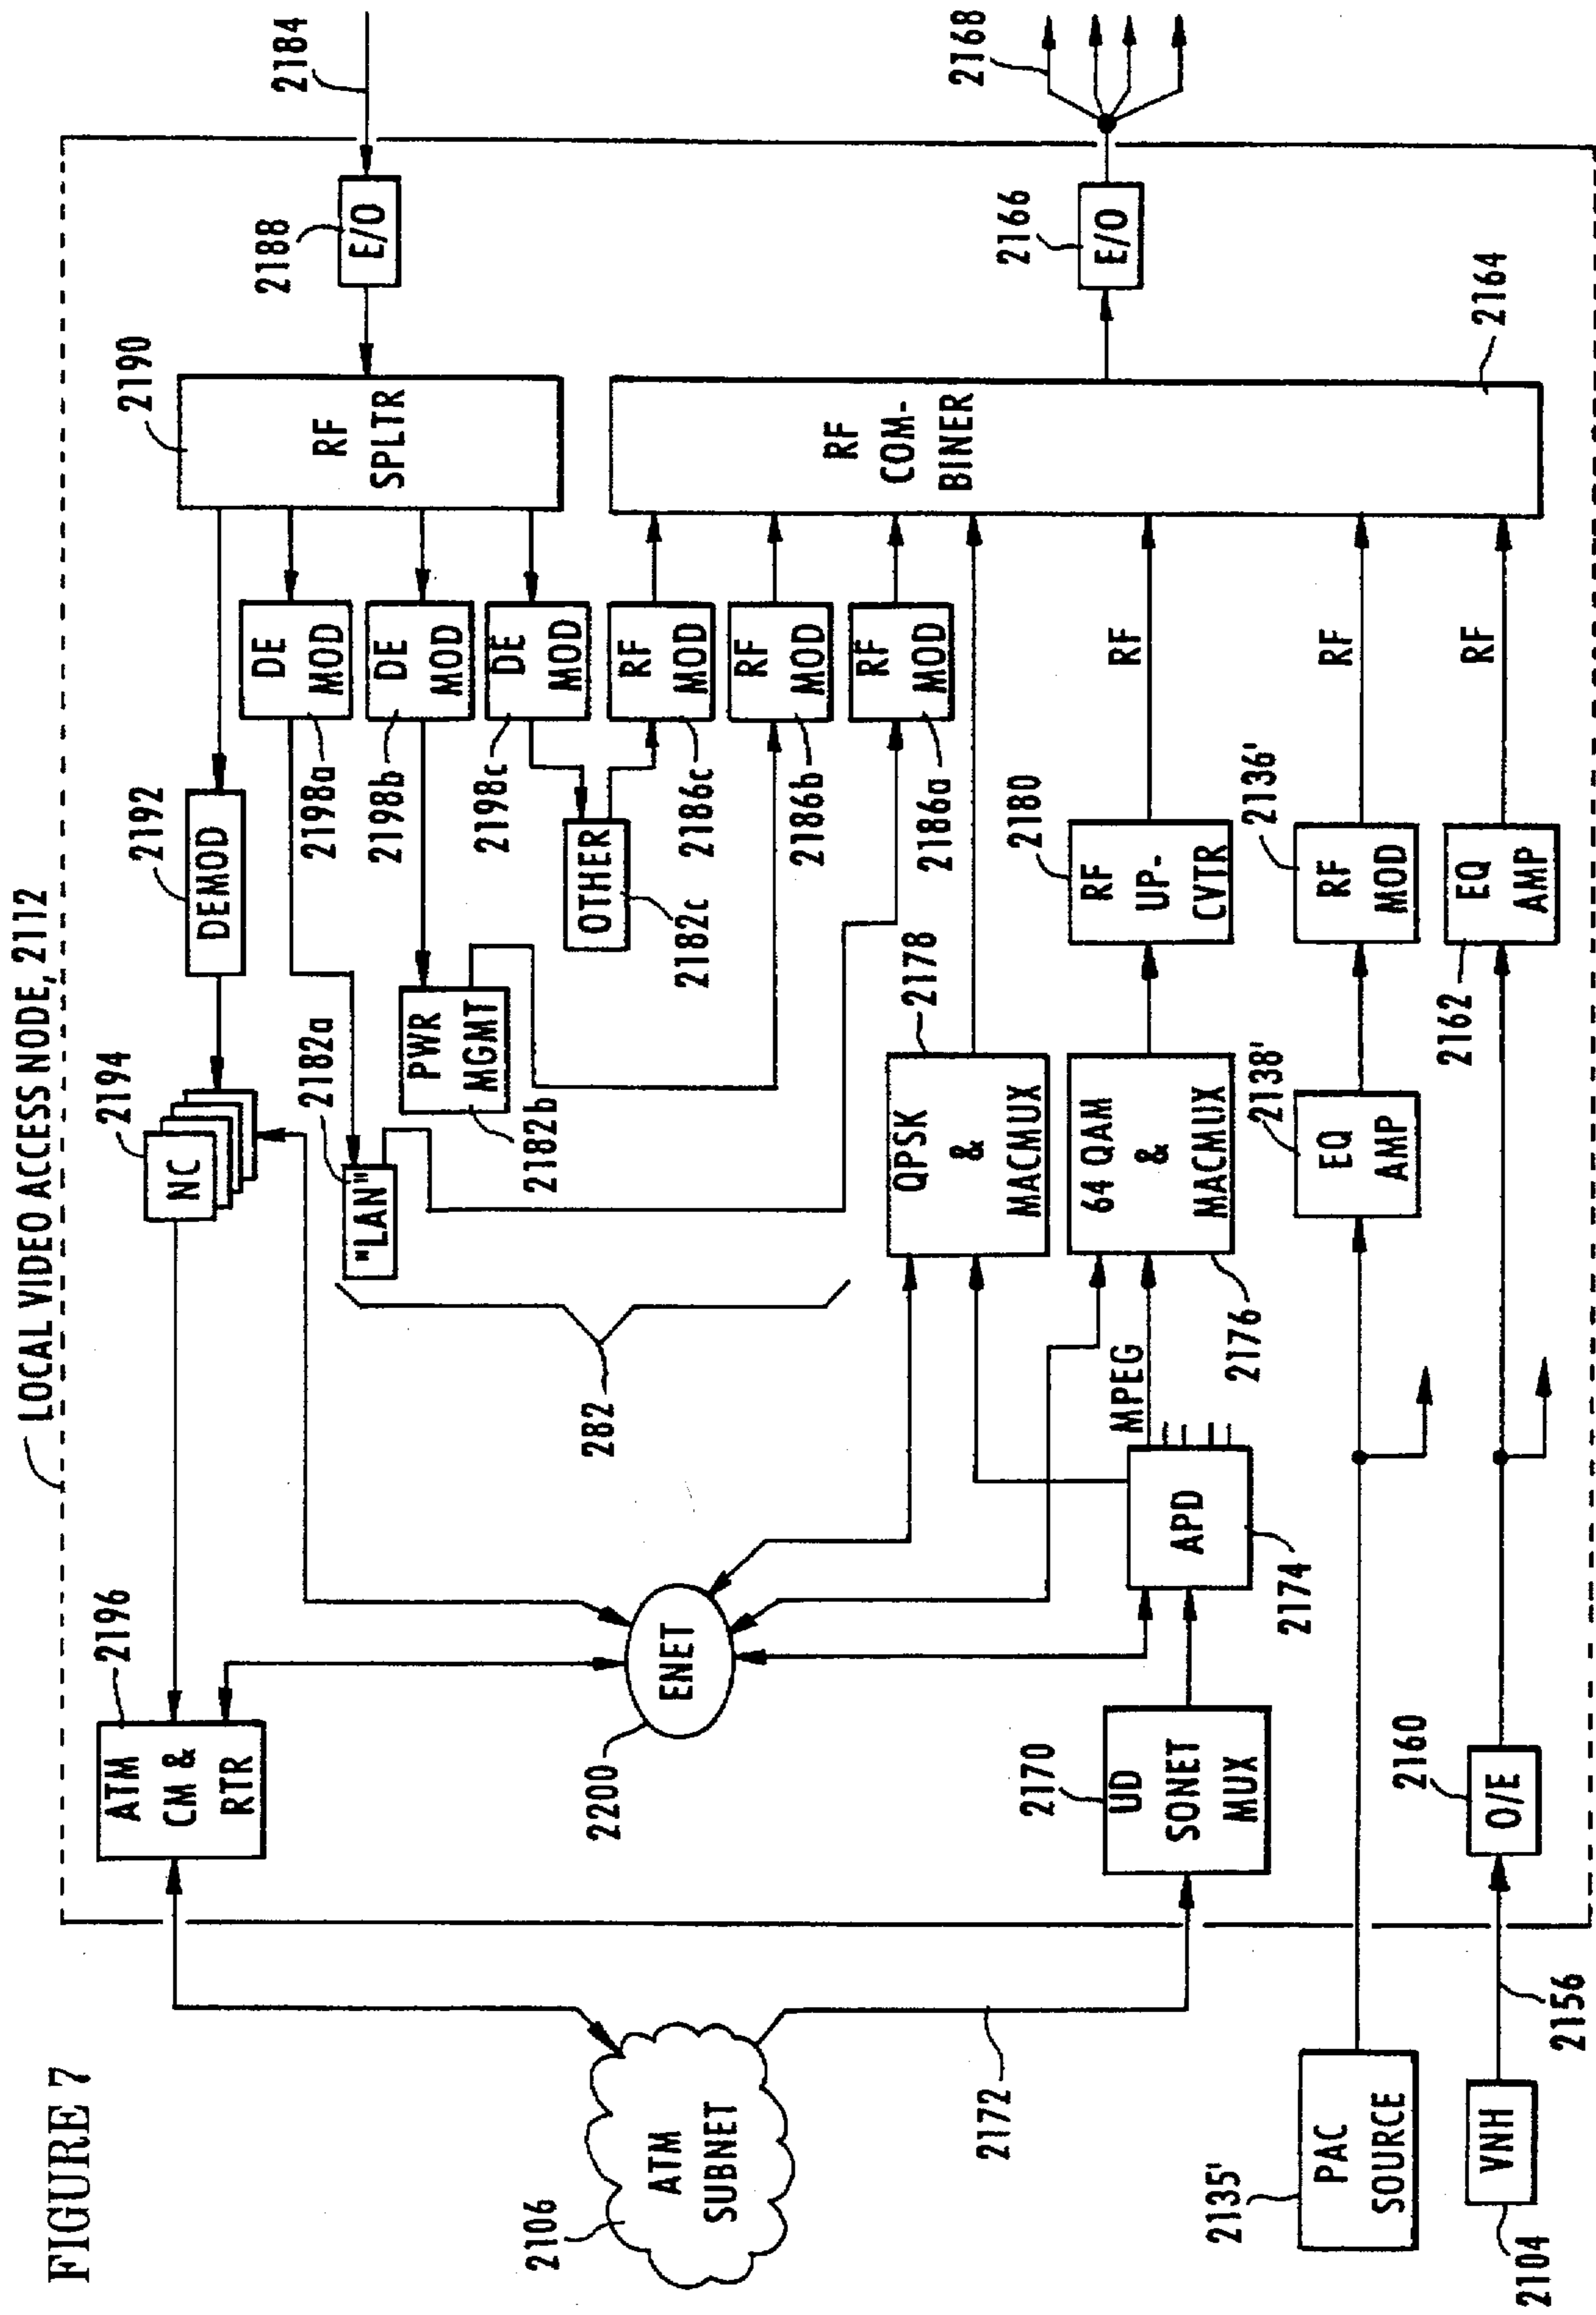 FIGURE 7
LOCAL VIDEO ACCESS NODE, 2112
2106
ATM
SUBNET
2172
2135'
PAC
SOURCE
2104
VNH
2156
2196
ATM
CM &
RTR
2200
ENET
2170
UD
SONET
MUX
2160
O/E
2194
NC
2192
DEMOD
282
2182a
"LAN"
PWR
MGMT
2182b
OTHER
2182c
2174
APD
MPEG
QPSK
&
MACMUX
2178
64 QAM
&
MACMUX
2176
2138'
EQ
AMP
2162
EQ
AMP
2180
RF
UP-
CVTR
2136'
RF
MOD
DE
MOD
2198a
DE
MOD
2198b
DE
MOD
2198c
RF
MOD
2186c
RF
MOD
2186b
RF
MOD
2186a
RF
RF
RF
2190
RF
SPLTR
RF
COM-
BINER
2164
2188
E/O
2184
2166
E/O
2168